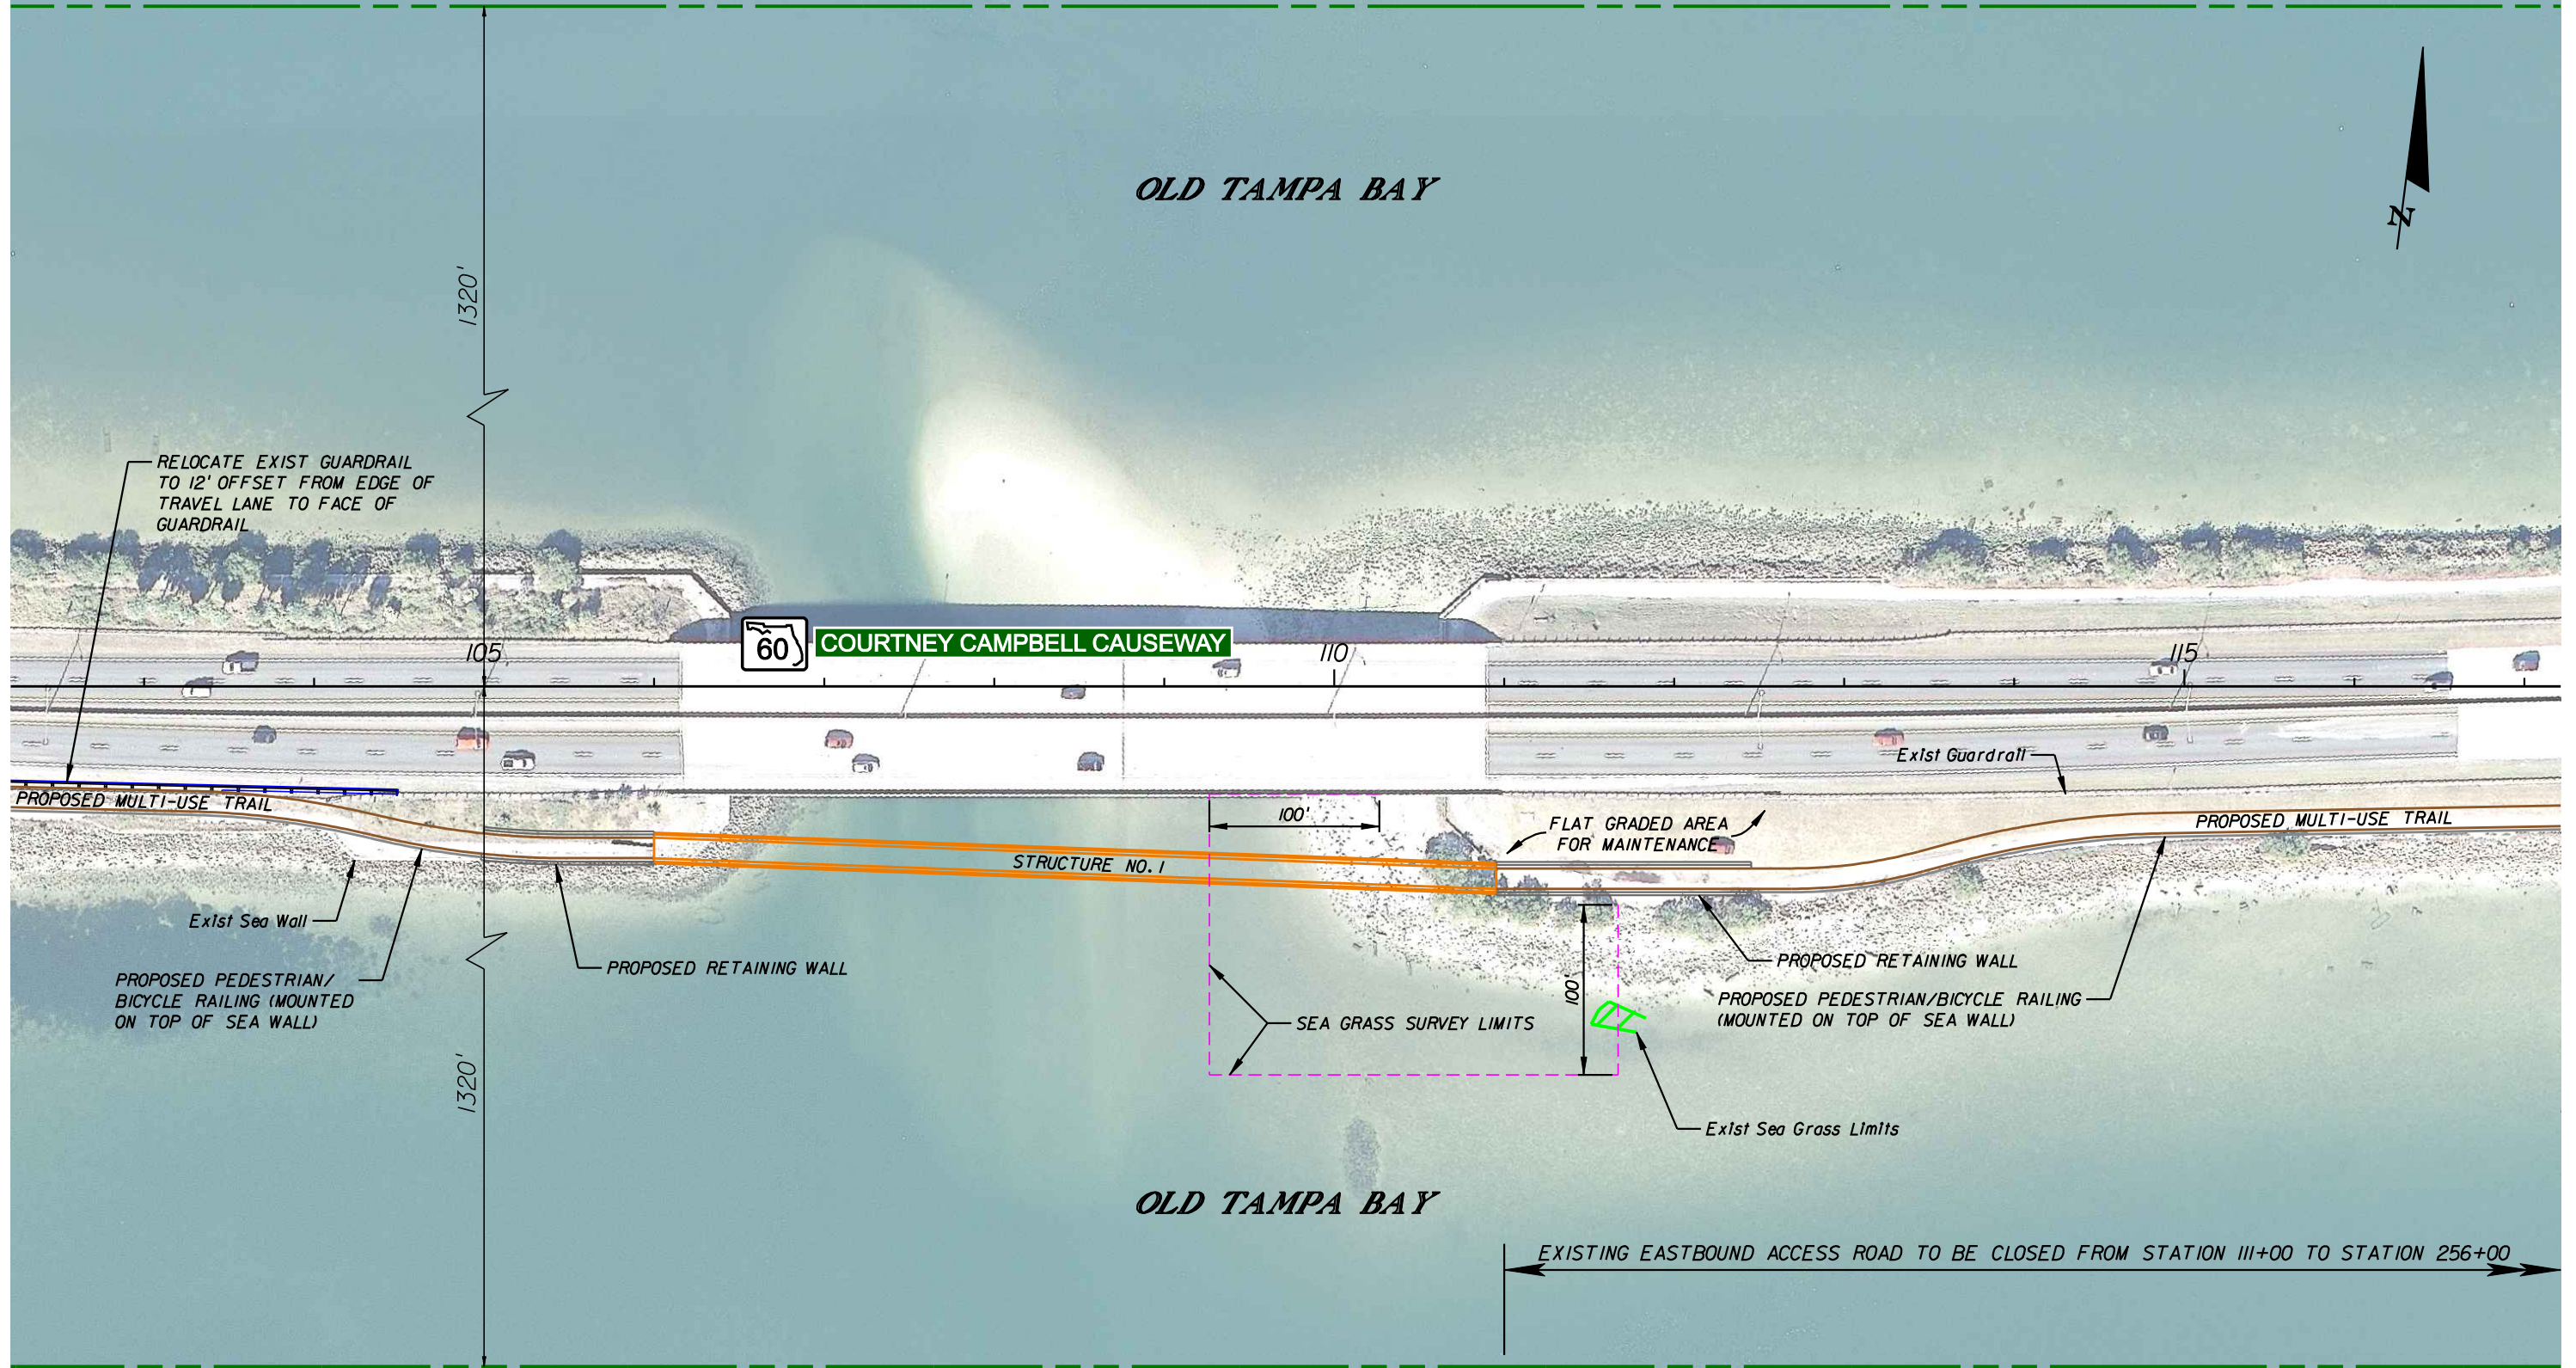 OLD TAMPA BAY
N
1320'
RELOCATE EXIST GUARDRAIL
TO 12' OFFSET FROM EDGE OF
TRAVEL LANE TO FACE OF
GUARDRAIL
60
COURTNEY CAMPBELL CAUSEWAY
105
110
115
Exist Guardrail
PROPOSED MULTI-USE TRAIL
100'
FLAT GRADED AREA
FOR MAINTENANCE
PROPOSED MULTI-USE TRAIL
STRUCTURE NO. 1
Exist Sea Wall
PROPOSED RETAINING WALL
PROPOSED PEDESTRIAN/
BICYCLE RAILING (MOUNTED
ON TOP OF SEA WALL)
100'
PROPOSED RETAINING WALL
PROPOSED PEDESTRIAN/BICYCLE RAILING
(MOUNTED ON TOP OF SEA WALL)
SEA GRASS SURVEY LIMITS
1320'
Exist Sea Grass Limits
OLD TAMPA BAY
EXISTING EASTBOUND ACCESS ROAD TO BE CLOSED FROM STATION 111+00 TO STATION 256+00